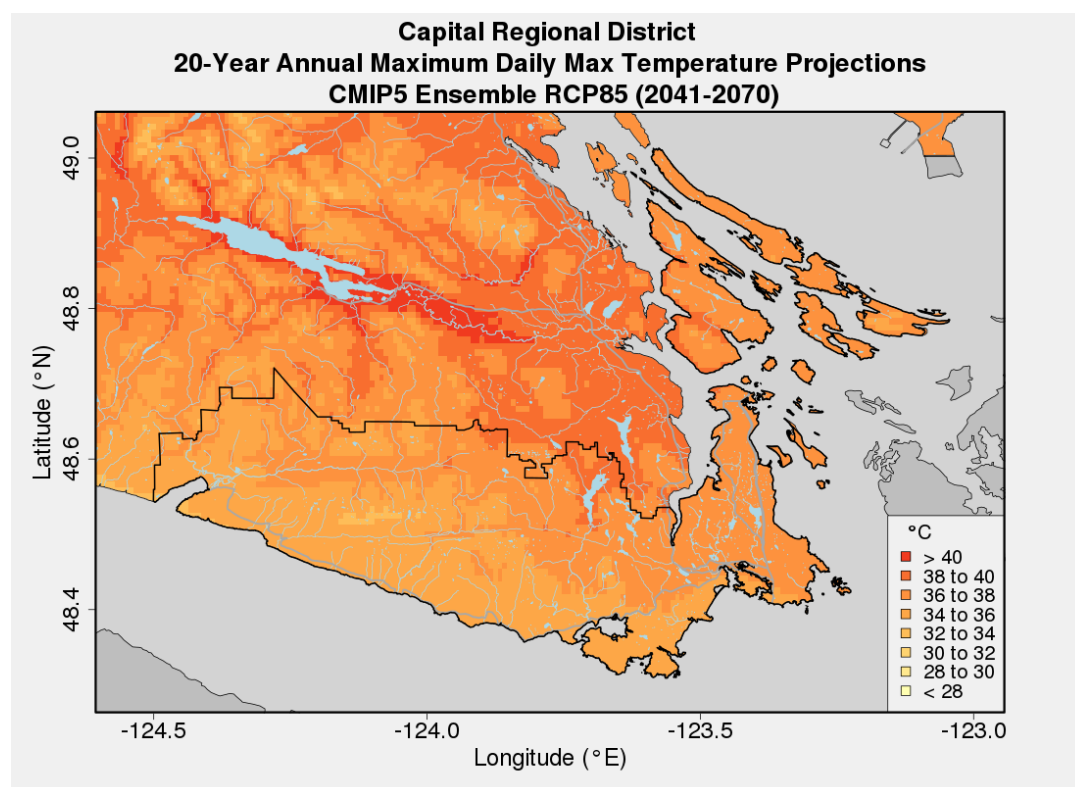 Capital Regional District
20-Year Annual Maximum Daily Max Temperature Projections
CMIP5 Ensemble RCP85 (2041-2070)
49.0
48.8
48.6
48.4
Latitude (°N)
°C
> 40
38 to 40
36 to 38
34 to 36
32 to 34
30 to 32
28 to 30
< 28
-124.5
-124.0
-123.5
-123.0
Longitude (°E)